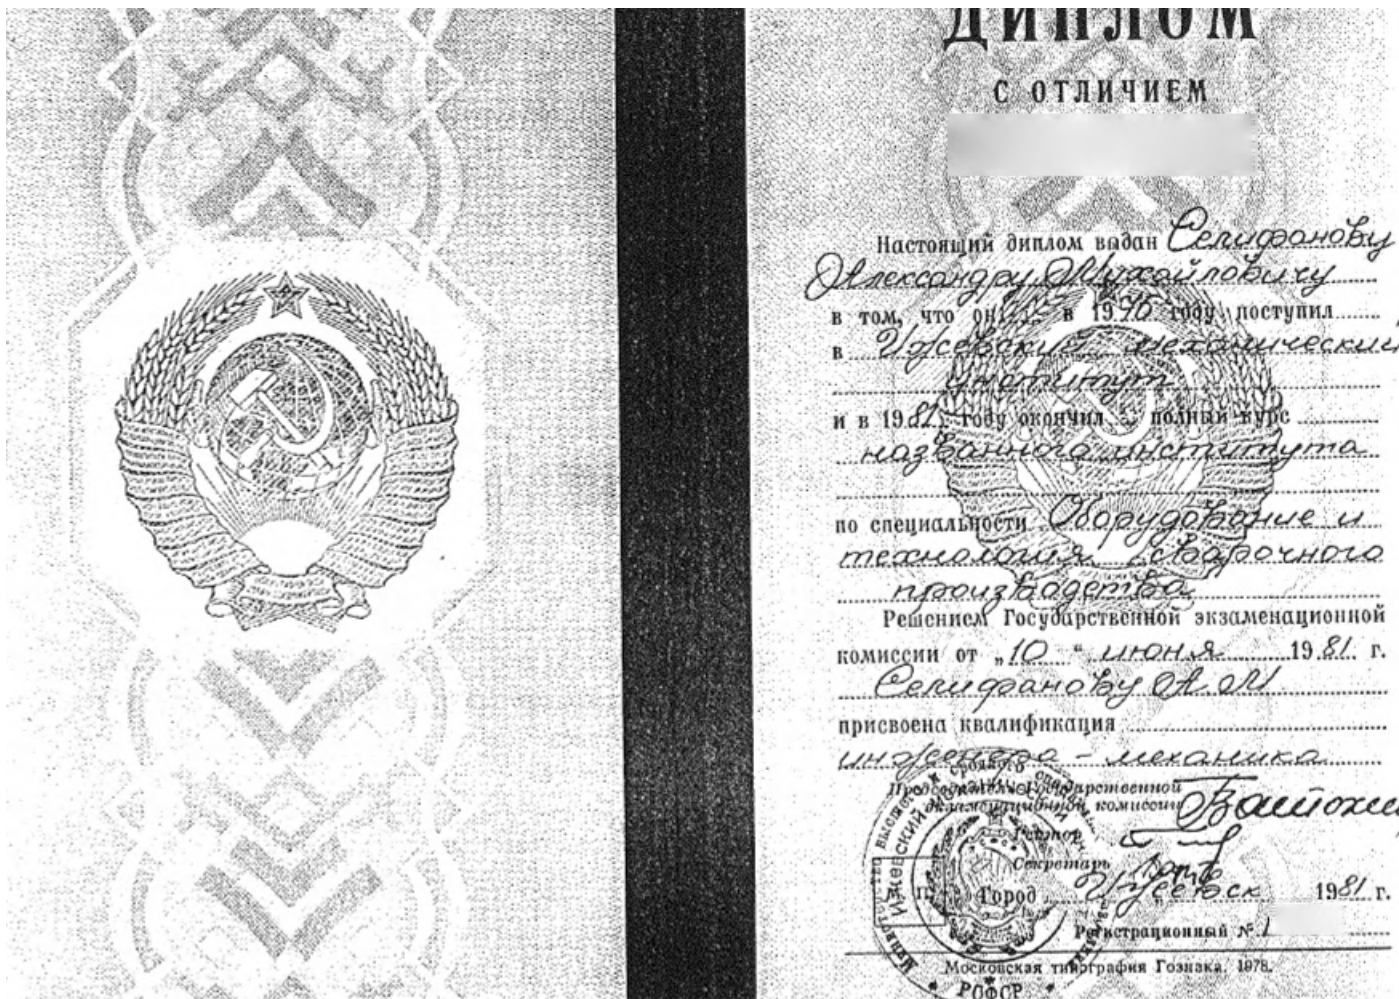 ДИПЛОМ
С ОТЛИЧИЕМ
Настоящий диплом выдан Селифанову
Александру Михайловичу
в том, что он в 1976 году поступил
в Ижевский механический
институт
и в 1981 году окончил полный курс
названного института
по специальности Оборудование и
технология сварочного
производства
Решением Государственной экзаменационной
комиссии от „10“ июня 1981 г.
Селифанову А. М
присвоена квалификация
инженера - механика
Председатель Государственной
экзаменационной комиссии
Ректор
Секретарь
Город Ижевск 1981 г.
Регистрационный №
Московская типография Гознака. 1978.
РСФСР